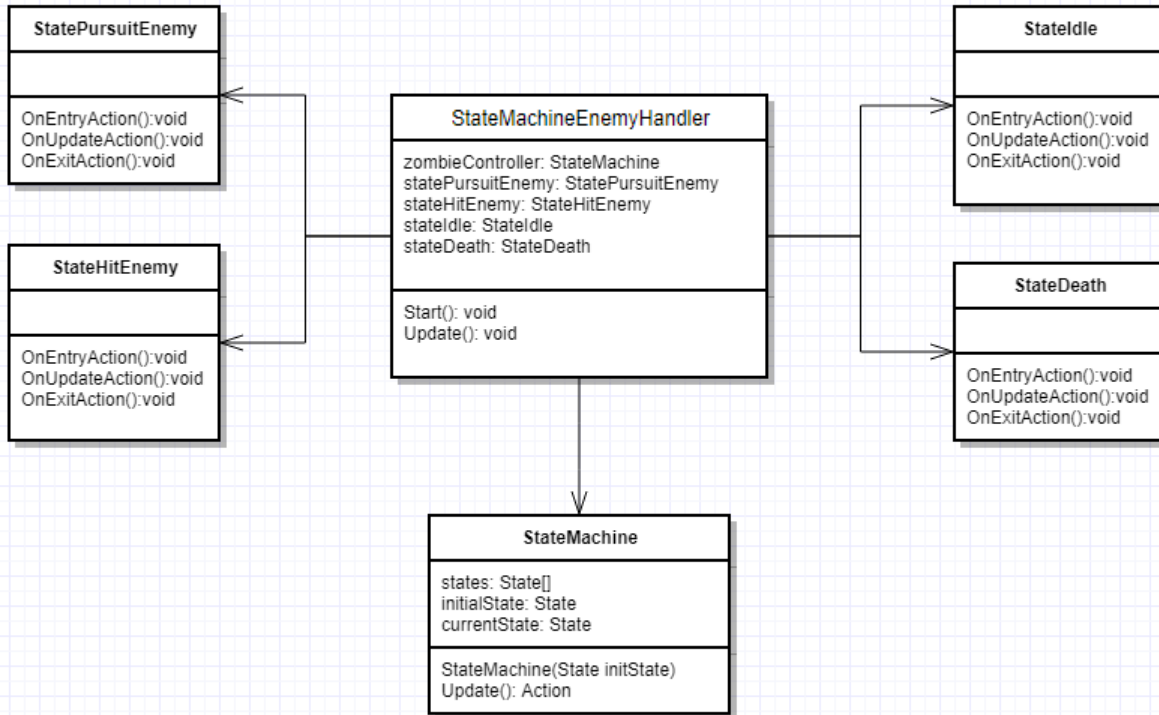 StatePursuitEnemy
OnEntryAction():void
OnUpdateAction():void
OnExitAction():void
StateHitEnemy
OnEntryAction():void
OnUpdateAction():void
OnExitAction():void
StateMachineEnemyHandler
zombieController: StateMachine
statePursuitEnemy: StatePursuitEnemy
stateHitEnemy: StateHitEnemy
stateIdle: StateIdle
stateDeath: StateDeath
Start(): void
Update(): void
StateIdle
OnEntryAction():void
OnUpdateAction():void
OnExitAction():void
StateDeath
OnEntryAction():void
OnUpdateAction():void
OnExitAction():void
StateMachine
states: State[]
initialState: State
currentState: State
StateMachine(State initState)
Update(): Action